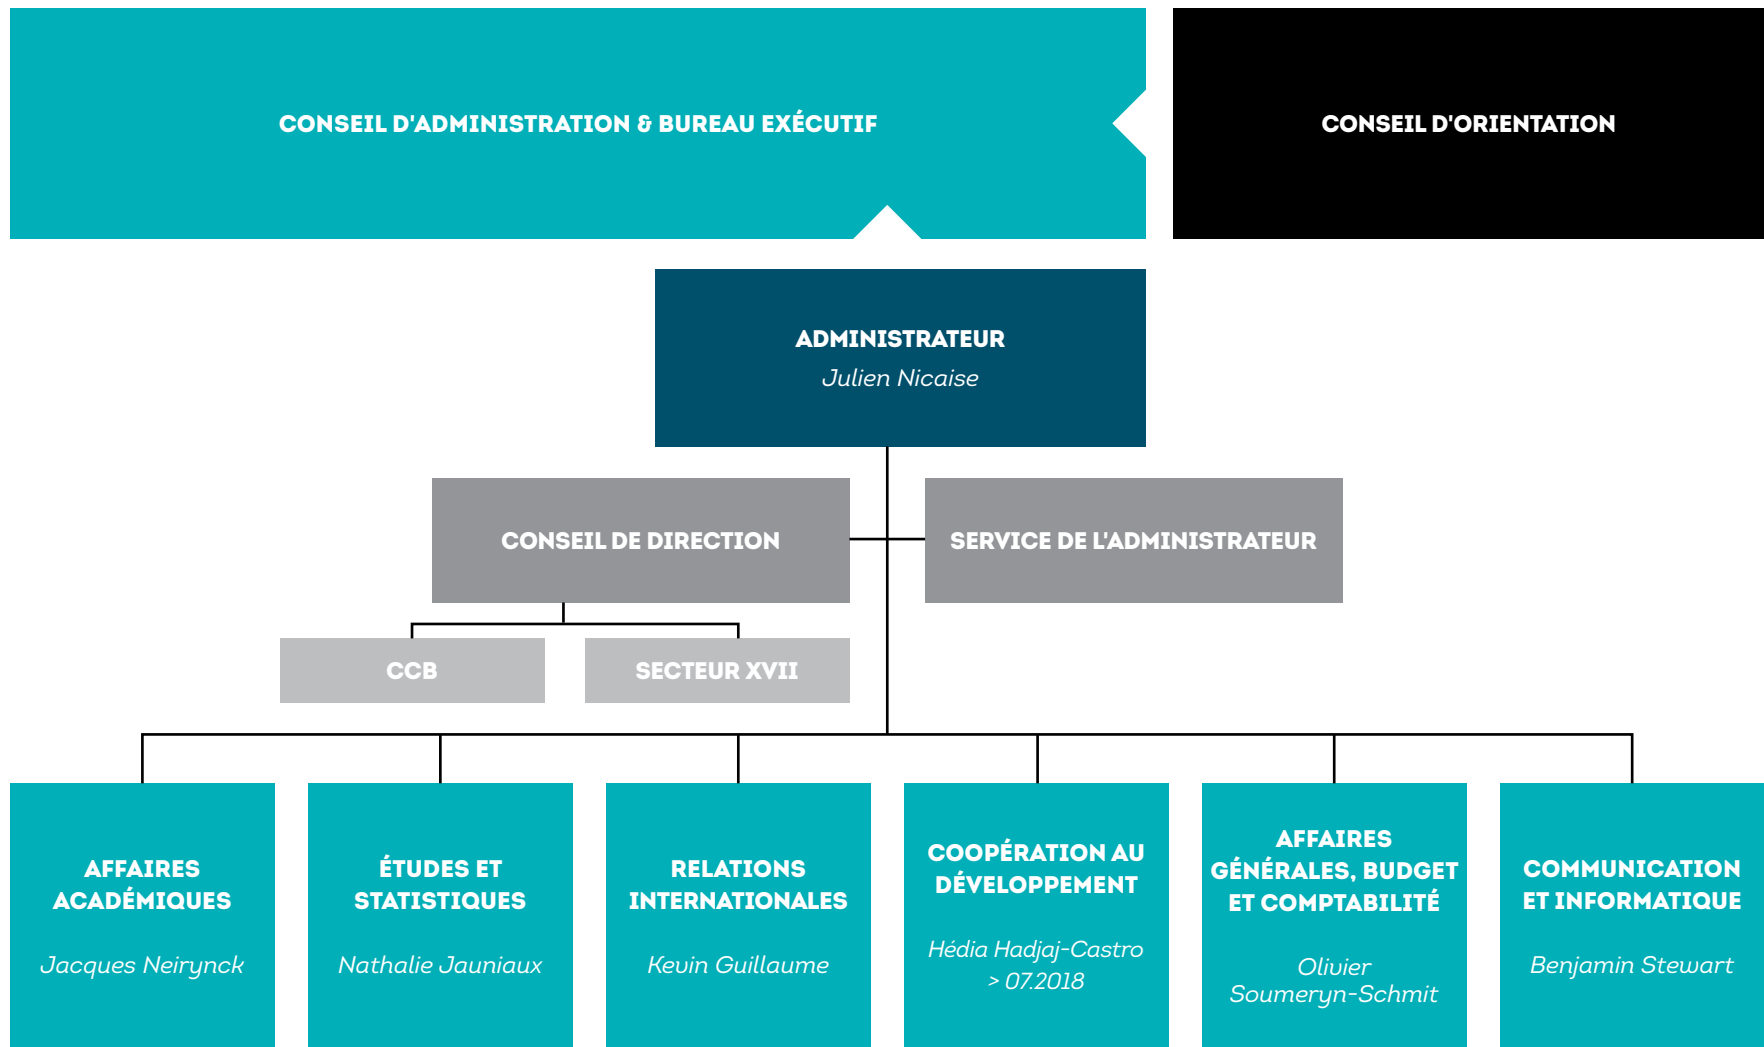 CONSEIL D'ADMINISTRATION & BUREAU EXÉCUTIF
CONSEIL D'ORIENTATION
ADMINISTRATEUR
Julien Nicaise
CONSEIL DE DIRECTION
SERVICE DE L'ADMINISTRATEUR
CCB
SECTEUR XVII
AFFAIRES
ACADÉMIQUES
Jacques Neirynck
ÉTUDES ET
STATISTIQUES
Nathalie Jauniaux
RELATIONS
INTERNATIONALES
Kevin Guillaume
COOPÉRATION AU
DÉVELOPPEMENT
Hédia Hadjaj-Castro
> 07.2018
AFFAIRES
GÉNÉRALES, BUDGET
ET COMPTABILITÉ
Olivier
Soumeryn-Schmit
COMMUNICATION
ET INFORMATIQUE
Benjamin Stewart